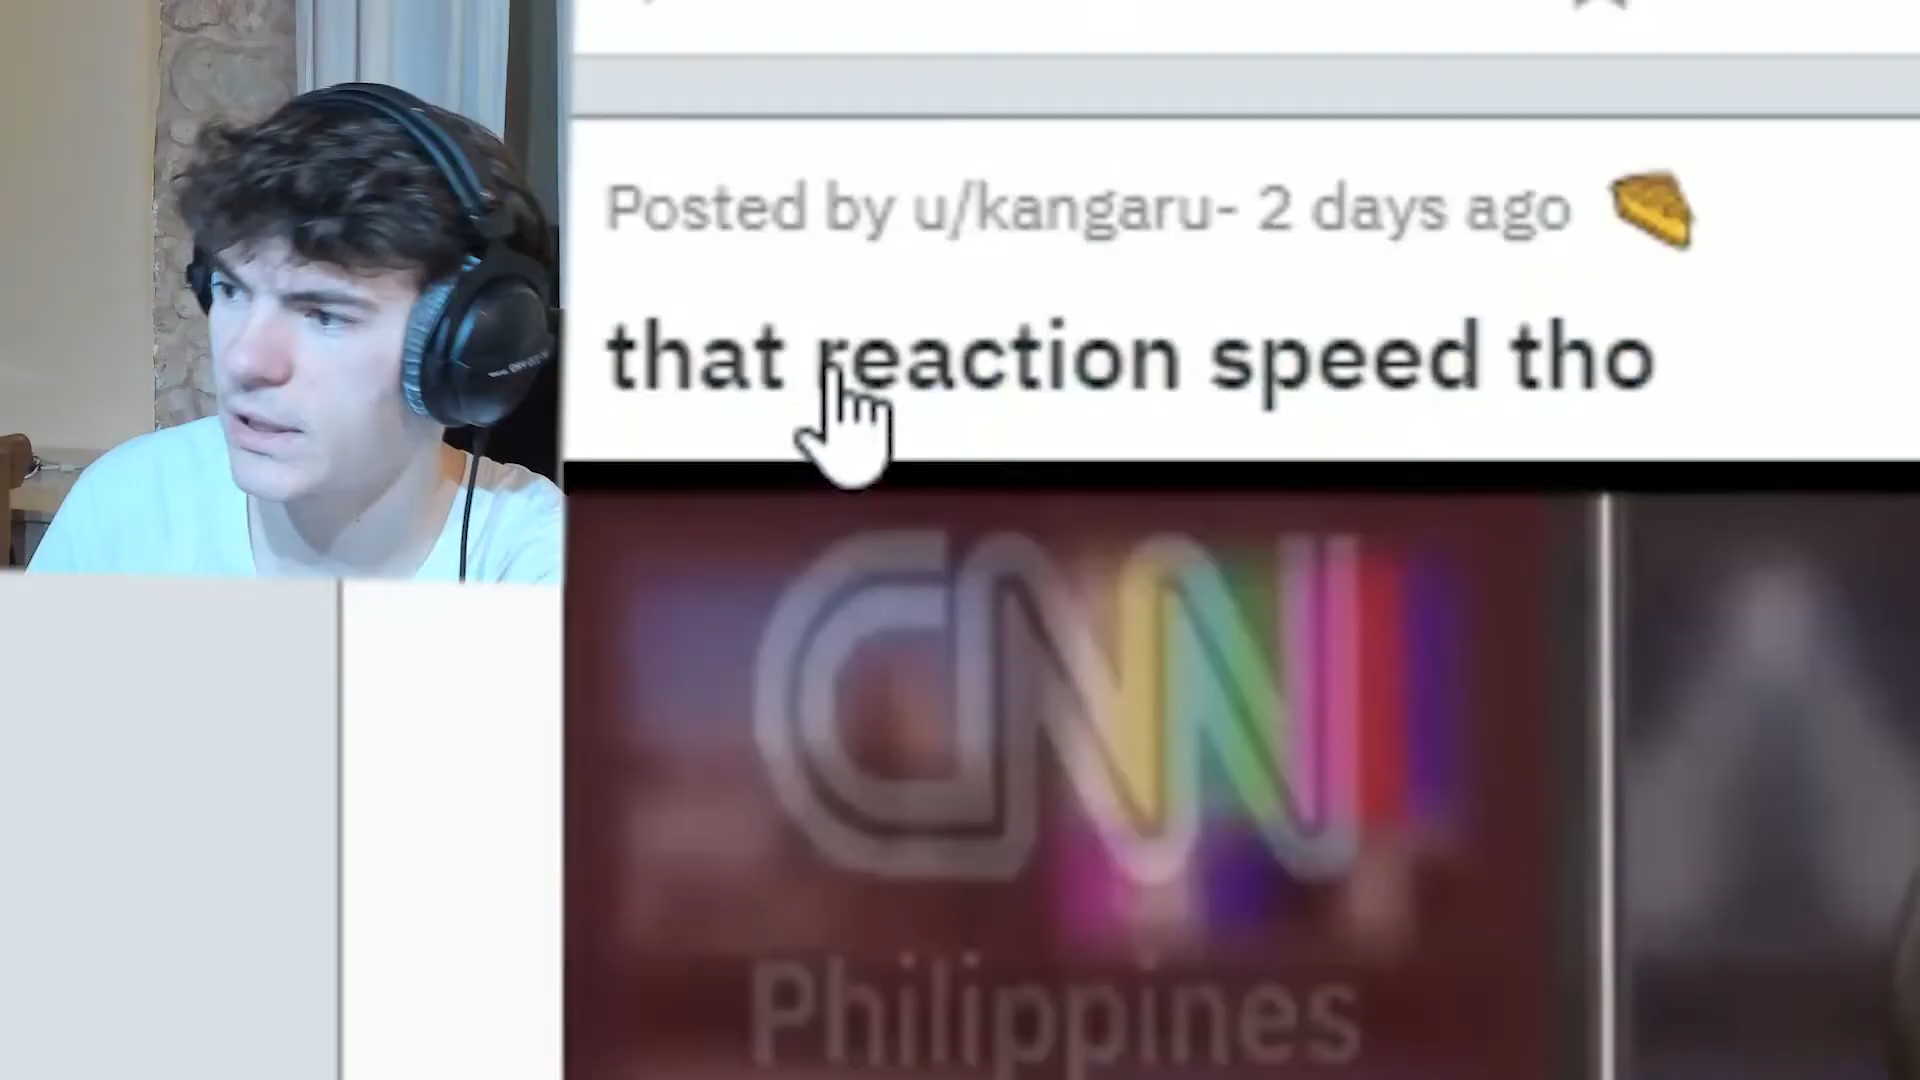 Posted by u/kangaru- 2 days ago
that reaction speed tho
CNN
Philippines